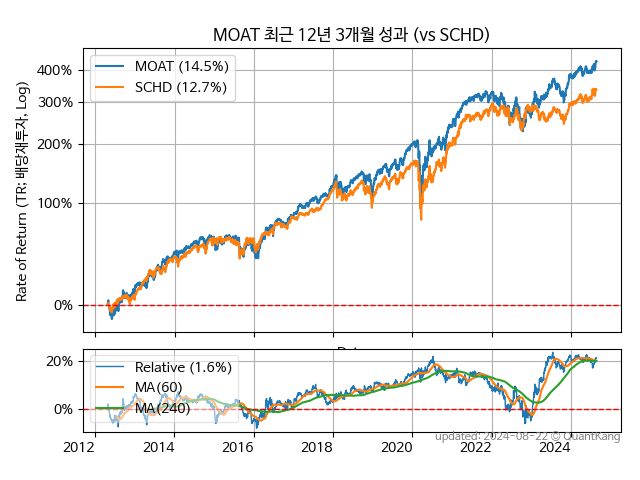 MOAT 최근 12년 3개월 성과 (vs SCHD)
Rate of Return (TR: 배당재투자, Log)
400%
300%
200%
100%
0%
MOAT (14.5%)
SCHD (12.7%)
20%
0%
Relative (1.6%)
MA(60)
MA(240)
2012
2014
2016
2018
2020
2022
2024
updated: 2024-08-22 © QuantKang